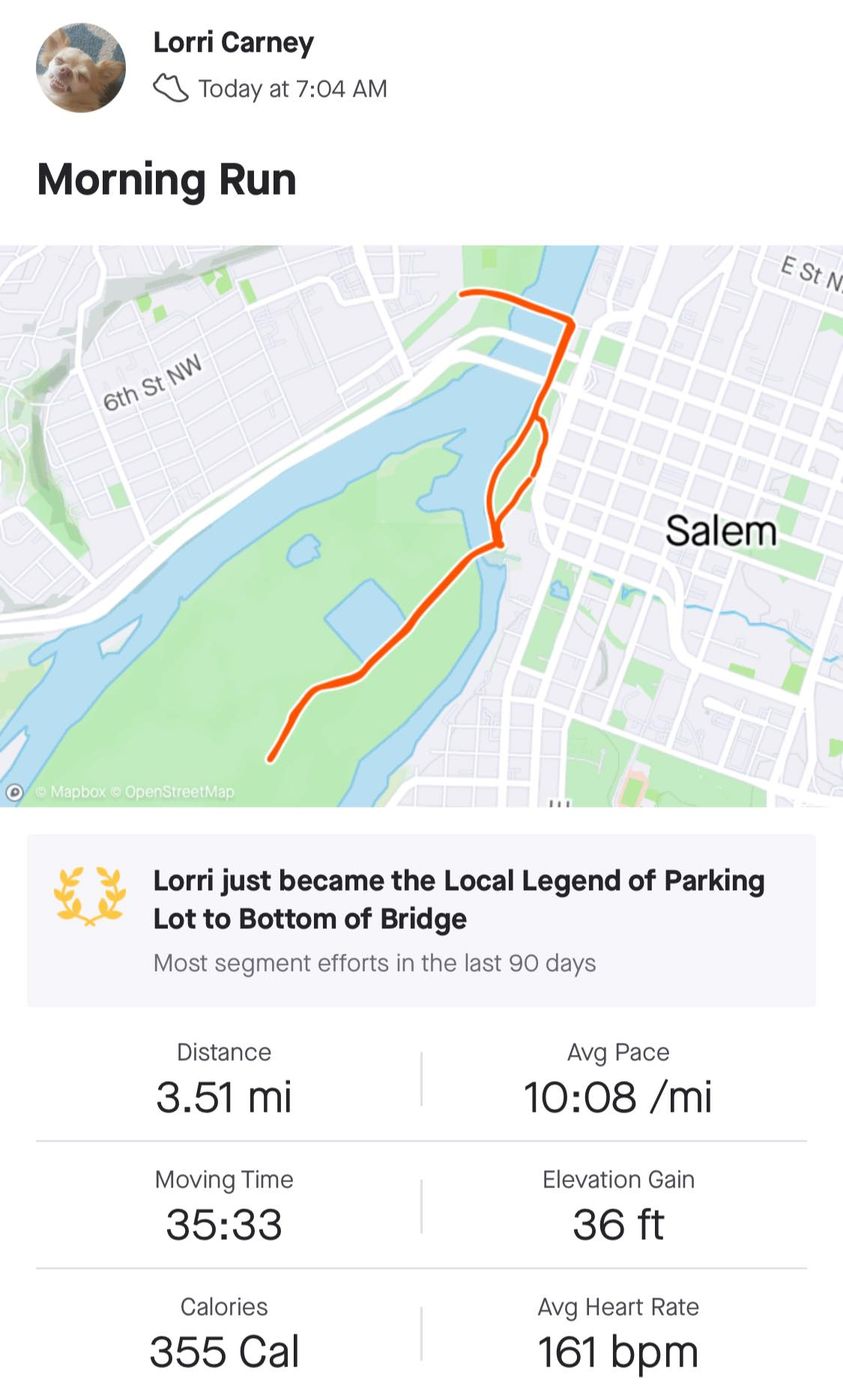 Lorri Carney
Today at 7:04 AM
Morning Run
E St N
6th St NW
Salem
© Mapbox © OpenStreetMap
Lorri just became the Local Legend of Parking
Lot to Bottom of Bridge
Most segment efforts in the last 90 days
Distance
3.51 mi
Avg Pace
10:08 /mi
Moving Time
35:33
Elevation Gain
36 ft
Calories
355 Cal
Avg Heart Rate
161 bpm